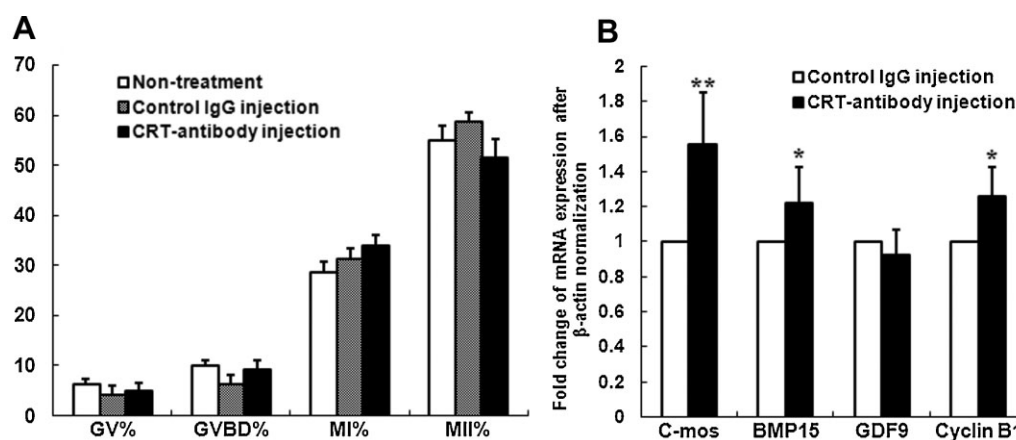 A
70
60
50
40
30
20
10
0
Non-treatment
Control IgG injection
CRT-antibody injection
GV% GVBD% MI% MII%
B
Fold change of mRNA expression after
β-actin normalization
2
1.8
1.6
1.4
1.2
1
0.8
0.6
0.4
0.2
0
Control IgG injection
CRT-antibody injection
** * *
C-mos BMP15 GDF9 Cyclin B1